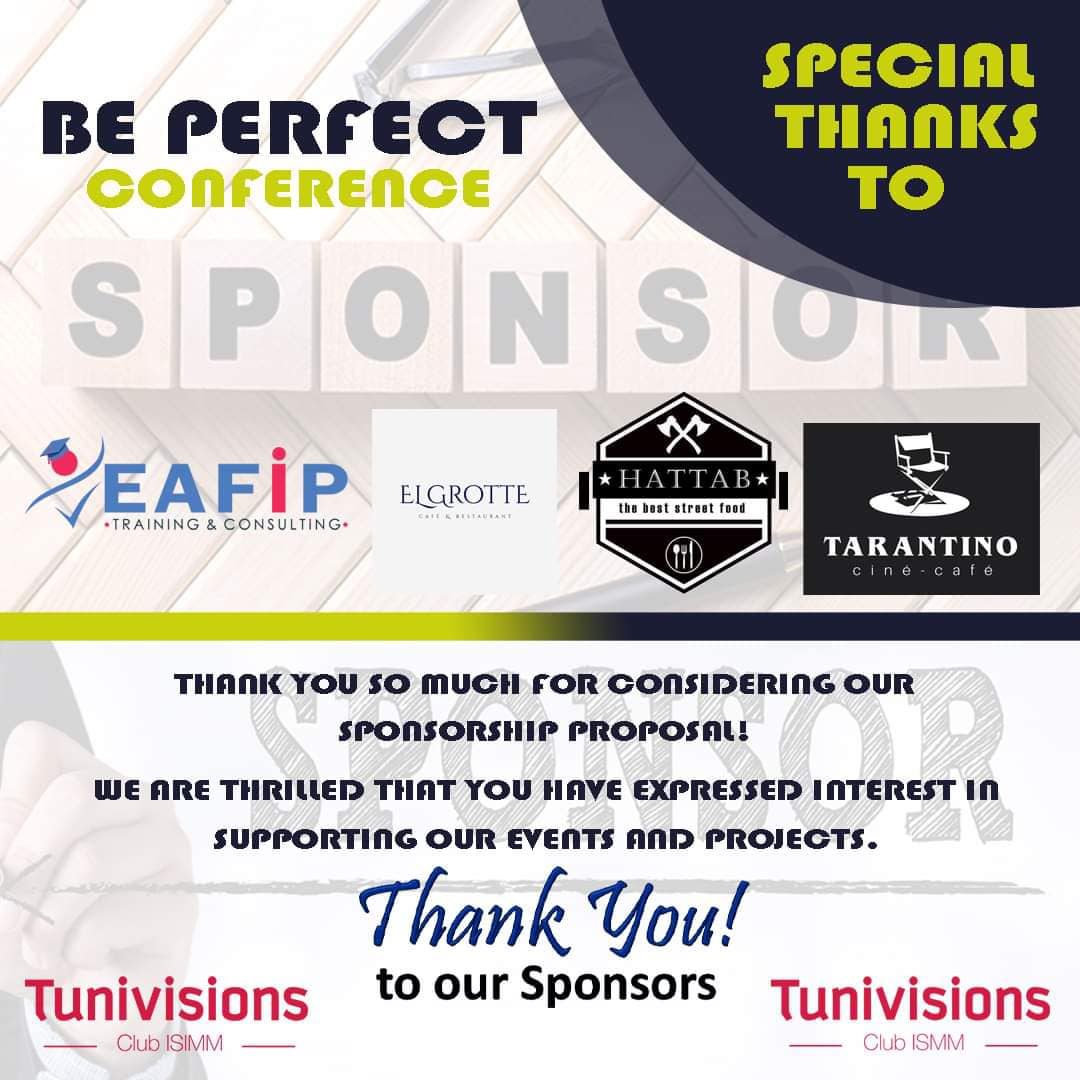 BE PERFECT
CONFERENCE
SPECIAL
THANKS
TO
SPONSOR
EAFiP
TRAINING & CONSULTING
ELGROTTE
CAFE & RESTAURANT
HATTAB
the best street food
TARANTINO
ciné-café
SPONSOR
THANK YOU SO MUCH FOR CONSIDERING OUR
SPONSORSHIP PROPOSAL!
WE ARE THRILLED THAT YOU HAVE EXPRESSED INTEREST IN
SUPPORTING OUR EVENTS AND PROJECTS.
Thank You!
to our Sponsors
Tunivisions
Club ISIMM
Tunivisions
Club ISMM